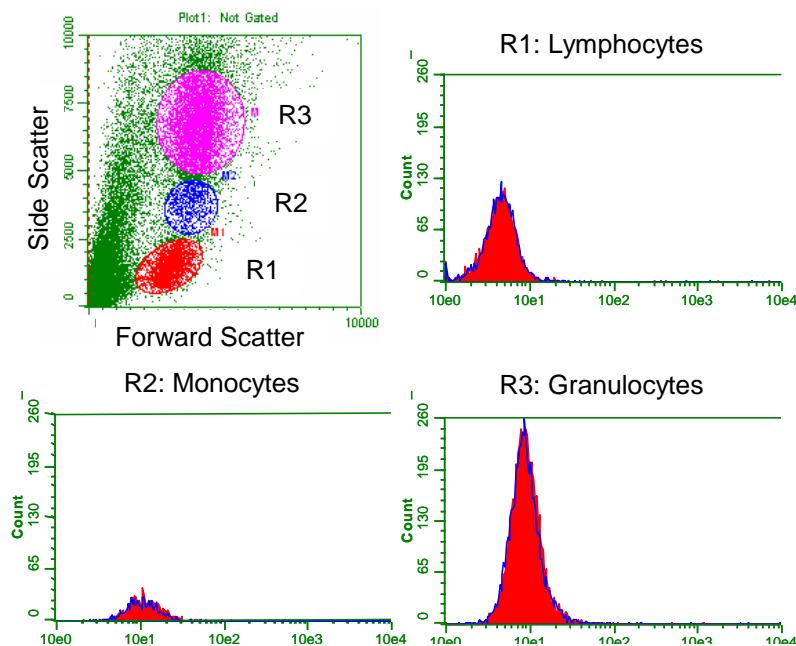 Plot1: Not Gated
10000
7500
5000
2500
0
Side Scatter
R3
M2
R2
M1
R1
10000
Forward Scatter
R1: Lymphocytes
260
195
130
65
0
Count
10e0 10e1 10e2 10e3 10e4
R2: Monocytes
260
195
130
65
0
Count
10e0 10e1 10e2 10e3 10e4
R3: Granulocytes
260
195
130
65
0
Count
10e0 10e1 10e2 10e3 10e4